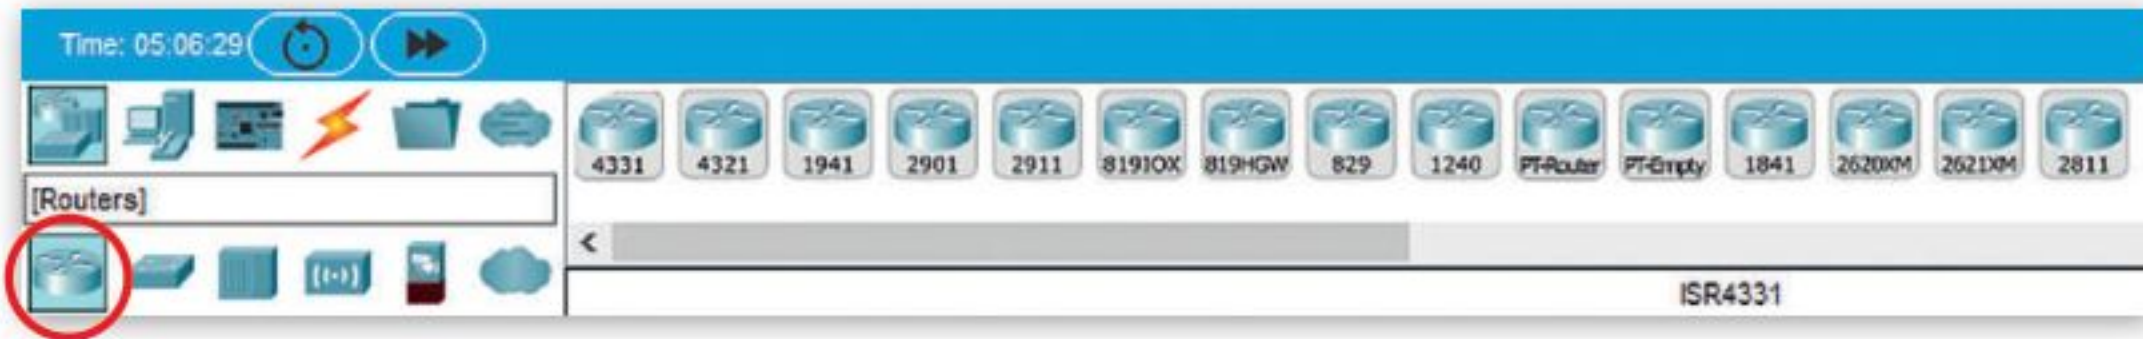 Time: 05:06:29
4331 4321 1941 2901 2911 819IOX 819HGW 829 1240 PT-Router PT-Empty 1841 2620XM 2621XM 2811
[Routers]
ISR4331